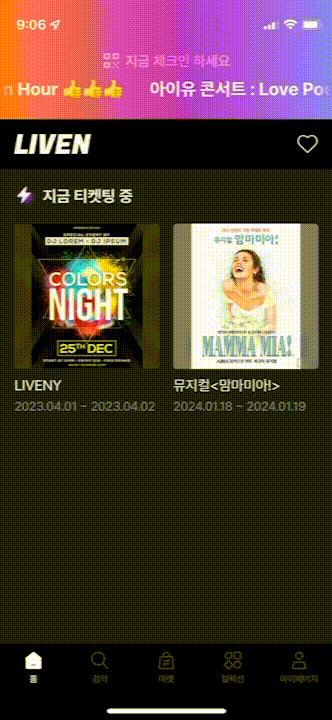 9:06
지금 체크인 하세요
n Hour 👍👍👍 아이유 콘서트 : Love Po
LIVEN
지금 티켓팅 중
SPECIAL EVENT BY
DJ LOREM - DJ IPSUM
COLORS
NIGHT
25TH DEC
뮤지컬 맘마미아!
MAMMA MIA!
LIVENY
뮤지컬<맘마미아!>
2023.04.01 ~ 2023.04.02
2024.01.18 ~ 2024.01.19
홈
검색
티켓
컬렉션
마이페이지